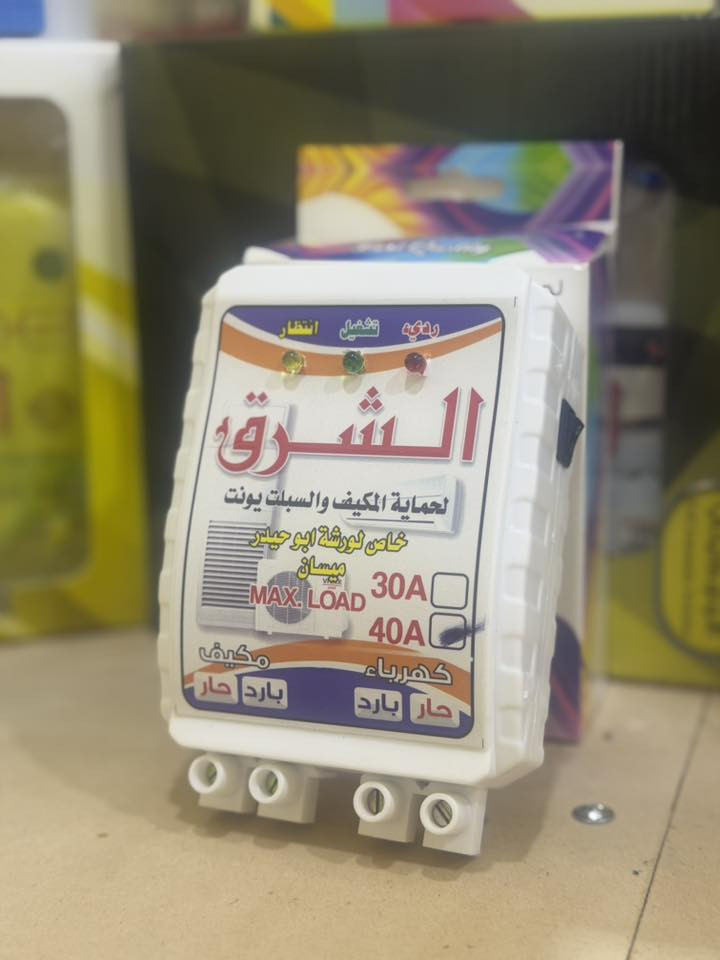 رديء تشغيل انتظار
الشرق
لحماية المكيف والسبلت يونت
خاص لورشة ابو حيدر
ميسان
MAX. LOAD 30A
40A
كهرباء مكيف
حار بارد بارد حار